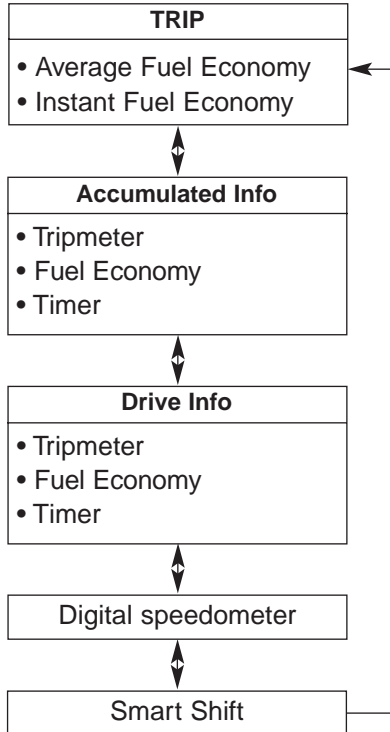 TRIP
• Average Fuel Economy
• Instant Fuel Economy
Accumulated Info
• Tripmeter
• Fuel Economy
• Timer
Drive Info
• Tripmeter
• Fuel Economy
• Timer
Digital speedometer
Smart Shift